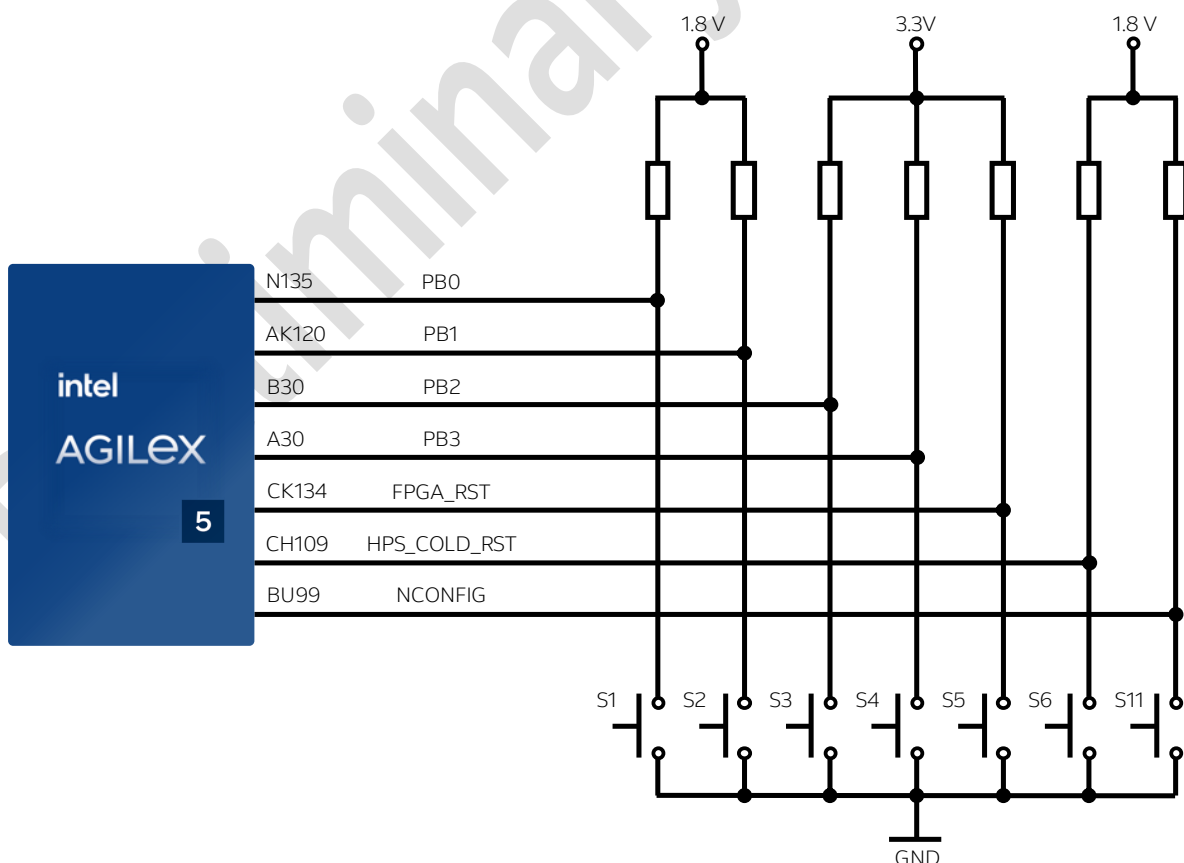 1.8 V 3.3V 1.8 V
N135 PB0
AK120 PB1
intel
B30 PB2
AGILEX
A30 PB3
CK134 FPGA_RST
5
CH109 HPS_COLD_RST
BU99 NCONFIG
S1 S2 S3 S4 S5 S6 S11
GND